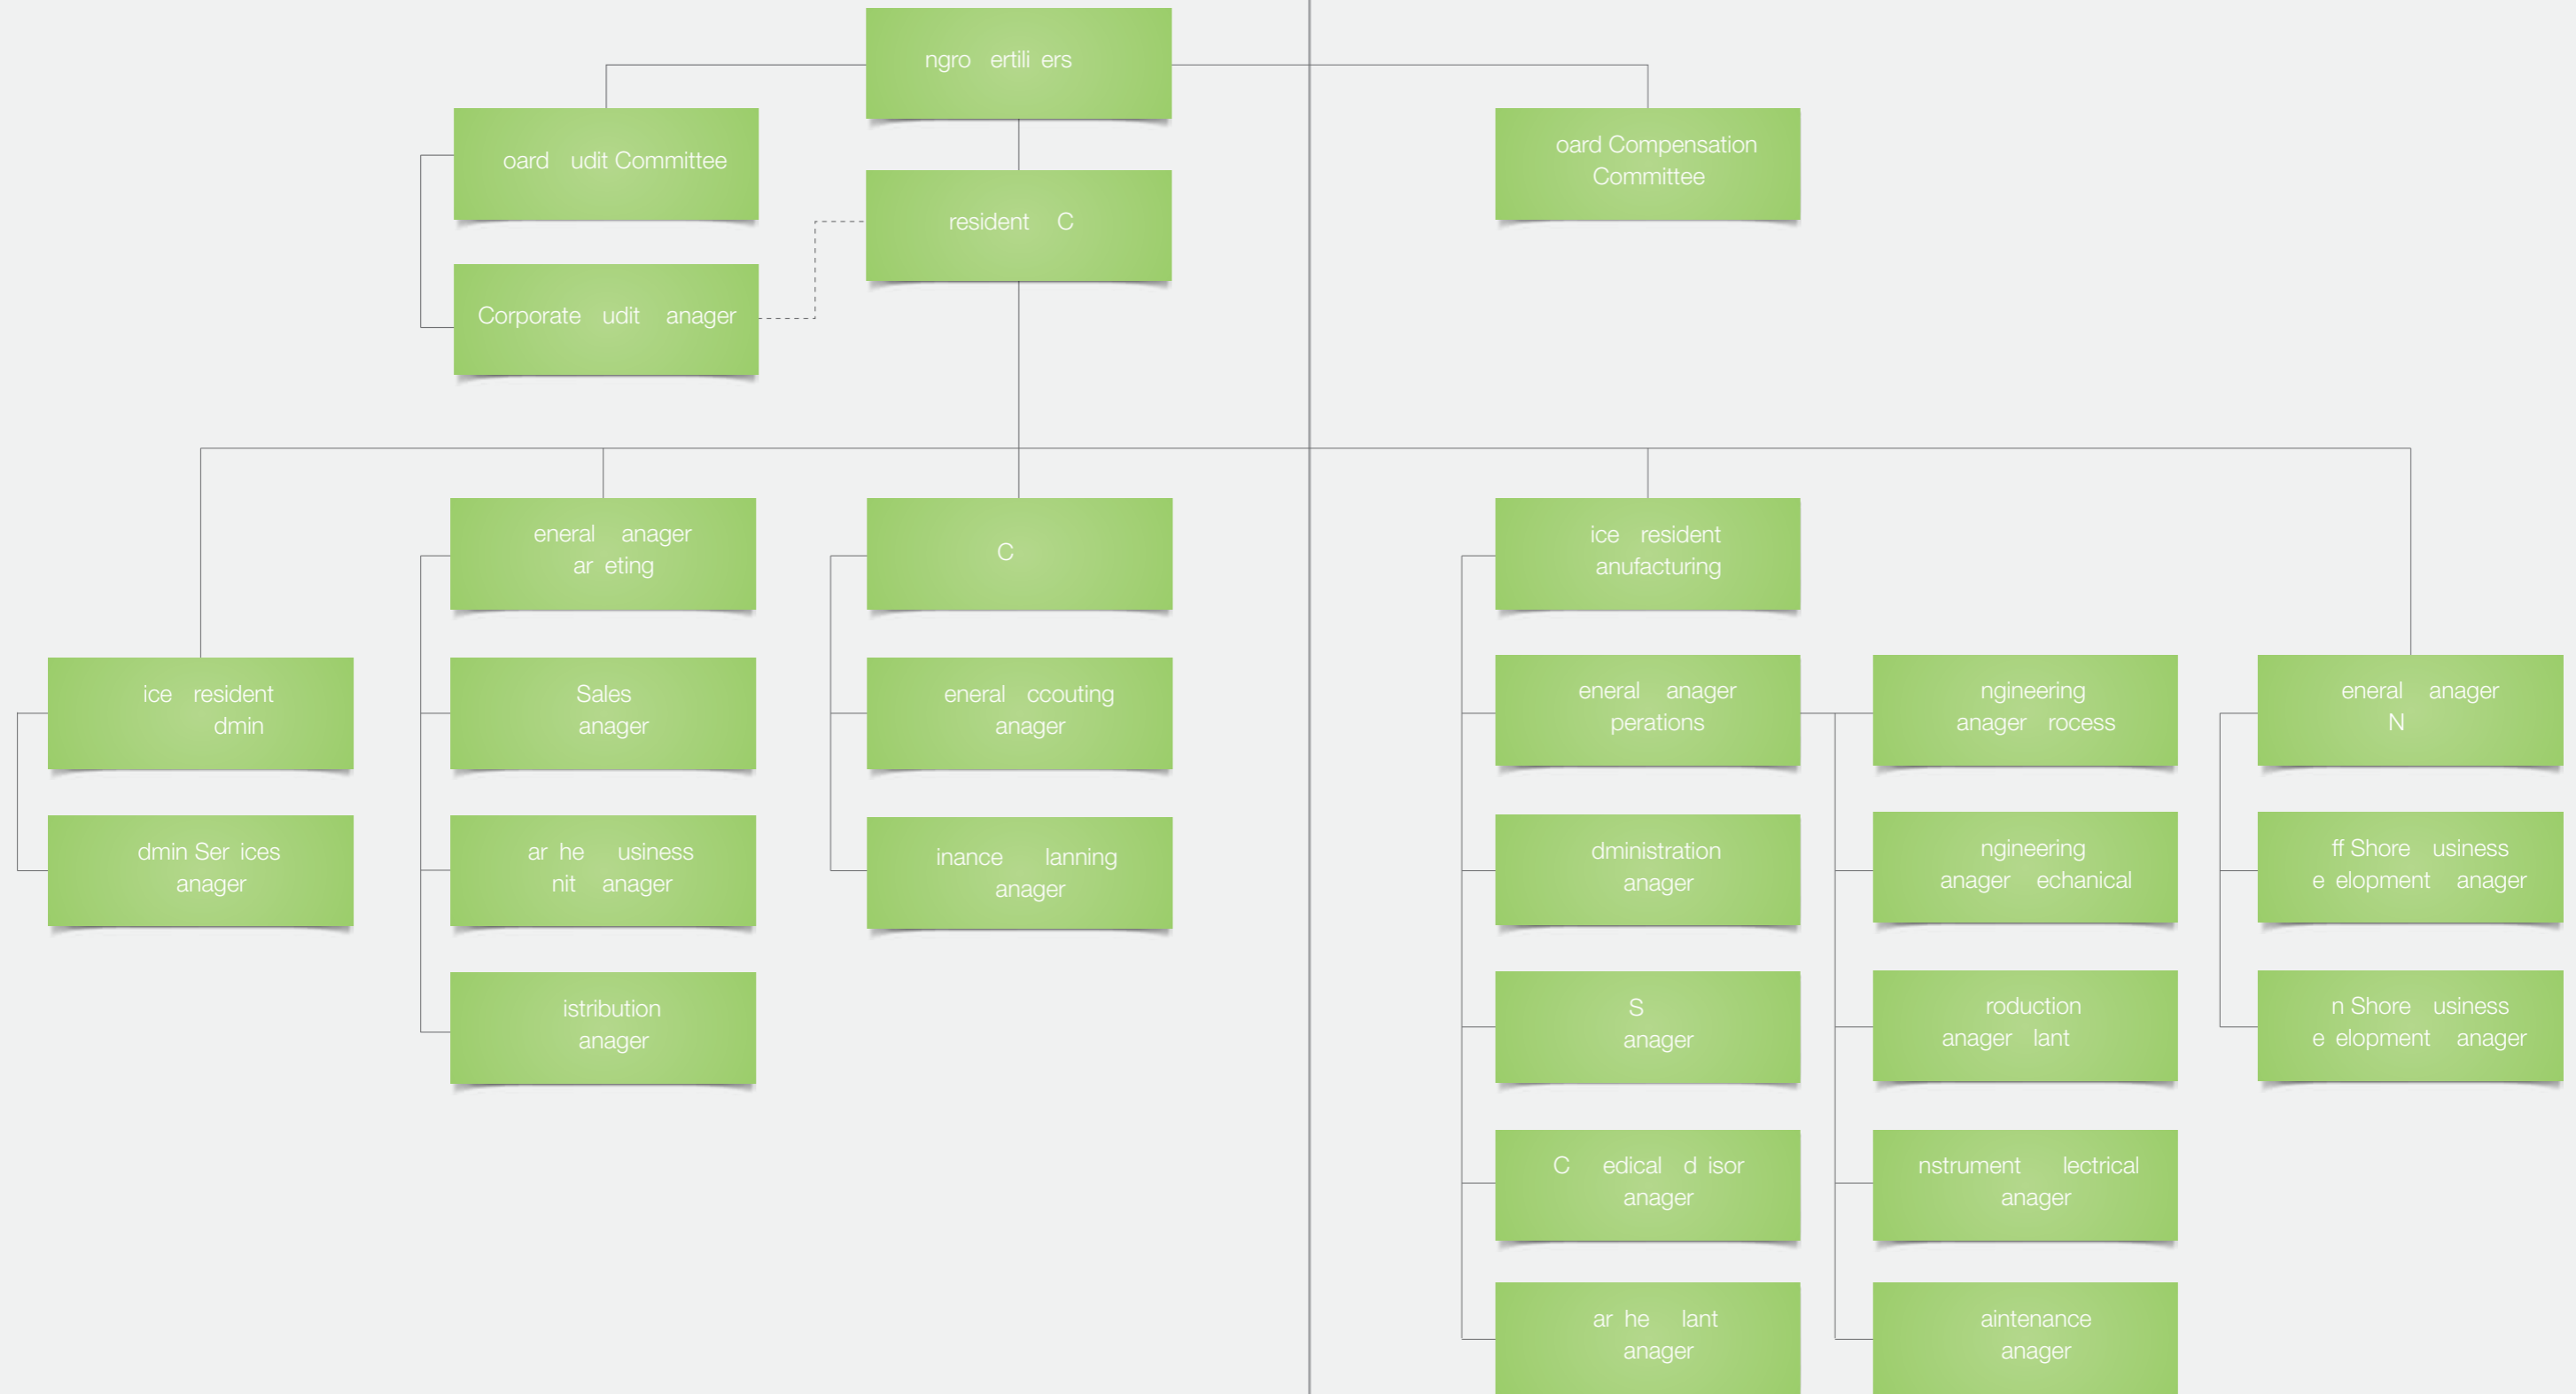 ngro ertili ers
oard udit Committee
oard Compensation
Committee
resident C
Corporate udit anager
eneral anager
ar eting
C
ice resident
anufacturing
ice resident
dmin
Sales
anager
eneral ccouting
anager
eneral anager
perations
ngineering
anager rocess
eneral anager
N
dmin Ser ices
anager
ar he usiness
nit anager
inance lanning
anager
dministration
anager
ngineering
anager echanical
ff Shore usiness
e elopment anager
istribution
anager
S
anager
roduction
anager lant
n Shore usiness
e elopment anager
C edical d isor
anager
nstrument lectrical
anager
ar he lant
anager
aintenance
anager